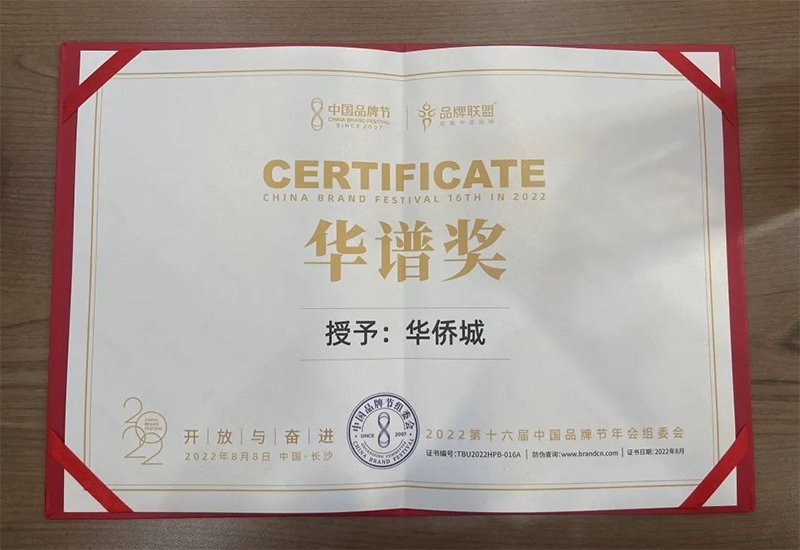 中国品牌节
CHINA BRAND FESTIVAL
SINCE 2007
品牌联盟
CERTIFICATE
CHINA BRAND FESTIVAL 16TH IN 2022
华谱奖
授予：华侨城
2022
CHINA
BRAND
FESTIVAL
开|放|与|奋|进
2022年8月8日 中国·长沙
中国品牌节组委会
SINCE 2007
CHINA BRAND FESTIVAL
2022第十六届中国品牌节年会组委会
证书编号：TBU2022HPB-016A | 防伪查询：www.brandcn.com | 证书日期：2022年8月